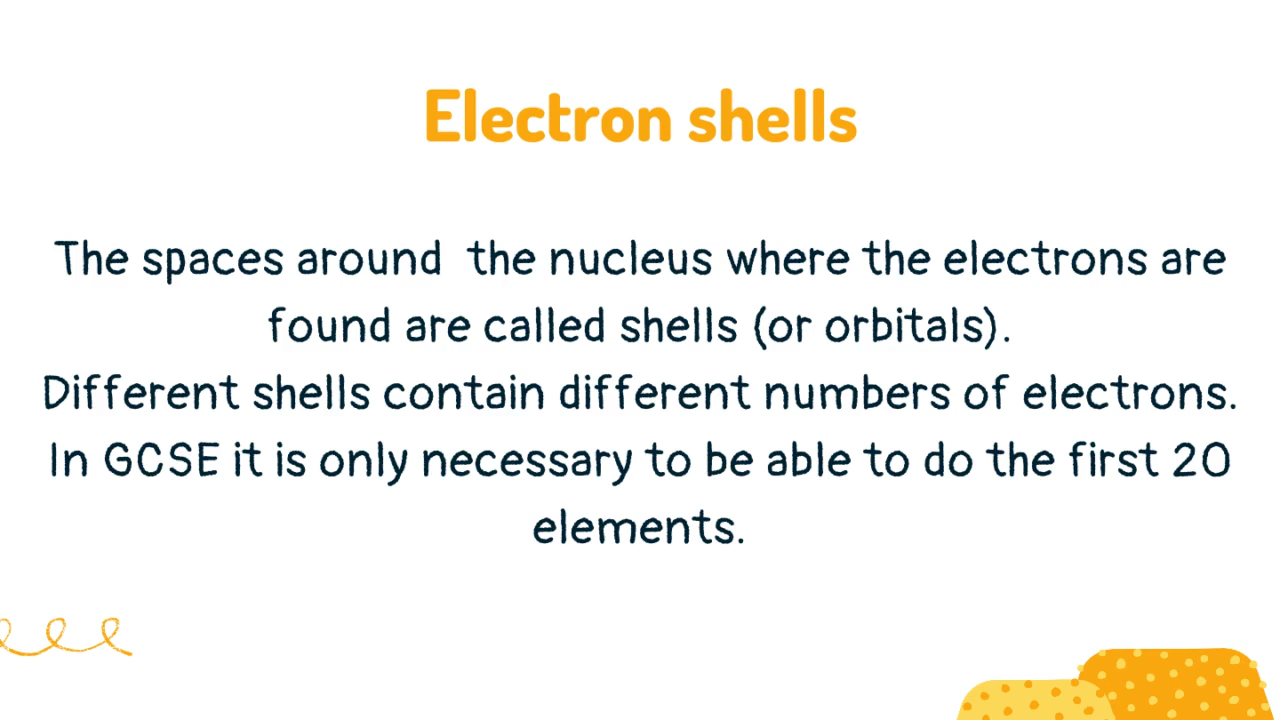 Electron shells
The spaces around  the nucleus where the electrons are
found are called shells (or orbitals).
Different shells contain different numbers of electrons.
In GCSE it is only necessary to be able to do the first 20
elements.